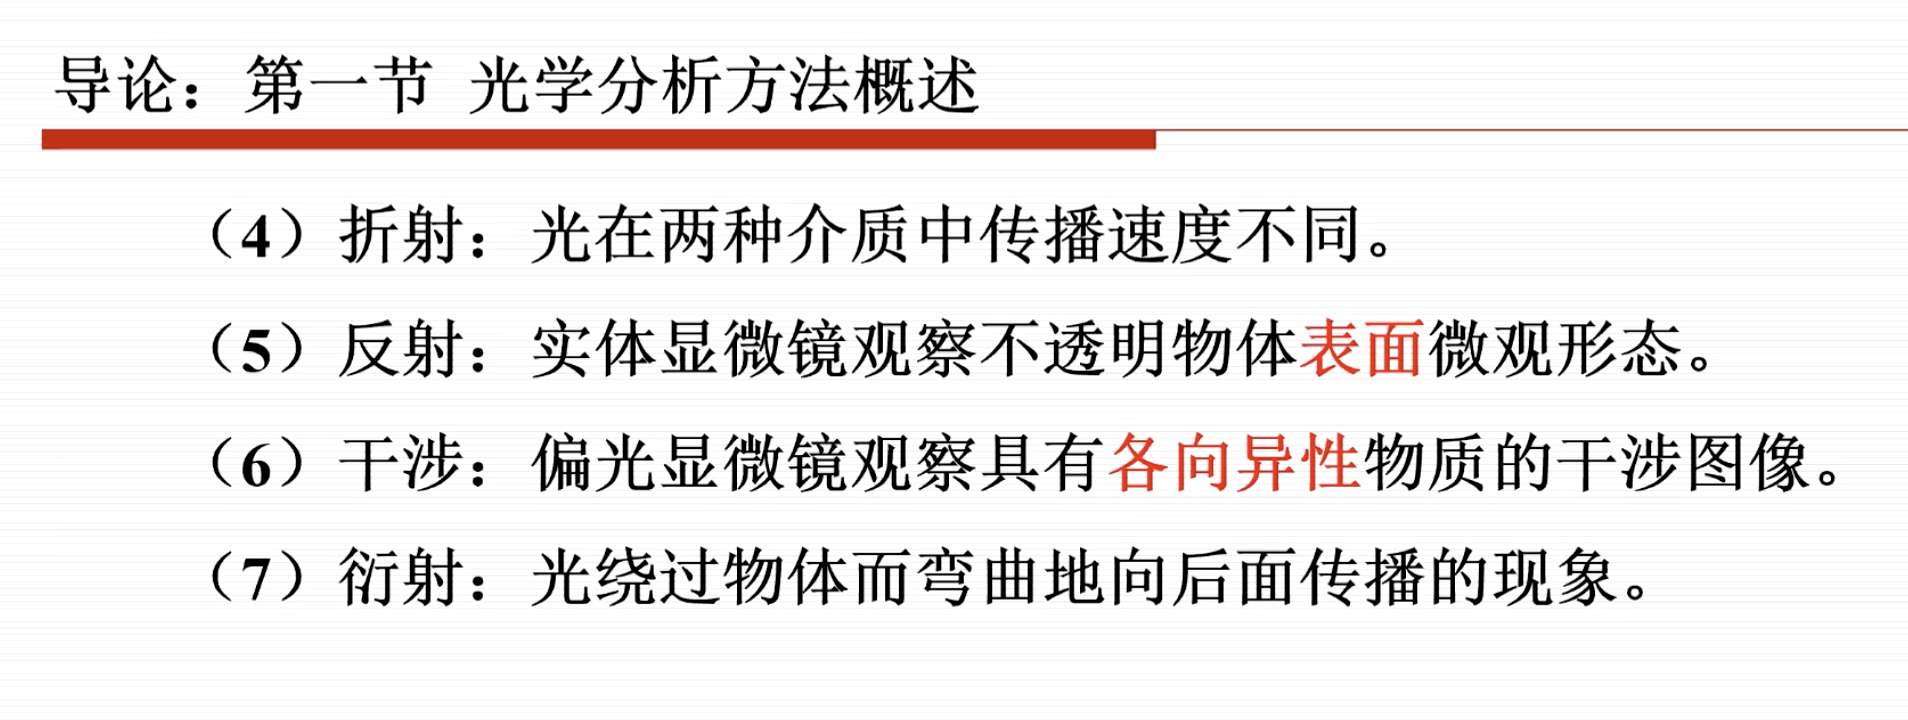 导论：第一节 光学分析方法概述
（4）折射：光在两种介质中传播速度不同。
（5）反射：实体显微镜观察不透明物体表面微观形态。
（6）干涉：偏光显微镜观察具有各向异性物质的干涉图像。
（7）衍射：光绕过物体而弯曲地向后面传播的现象。